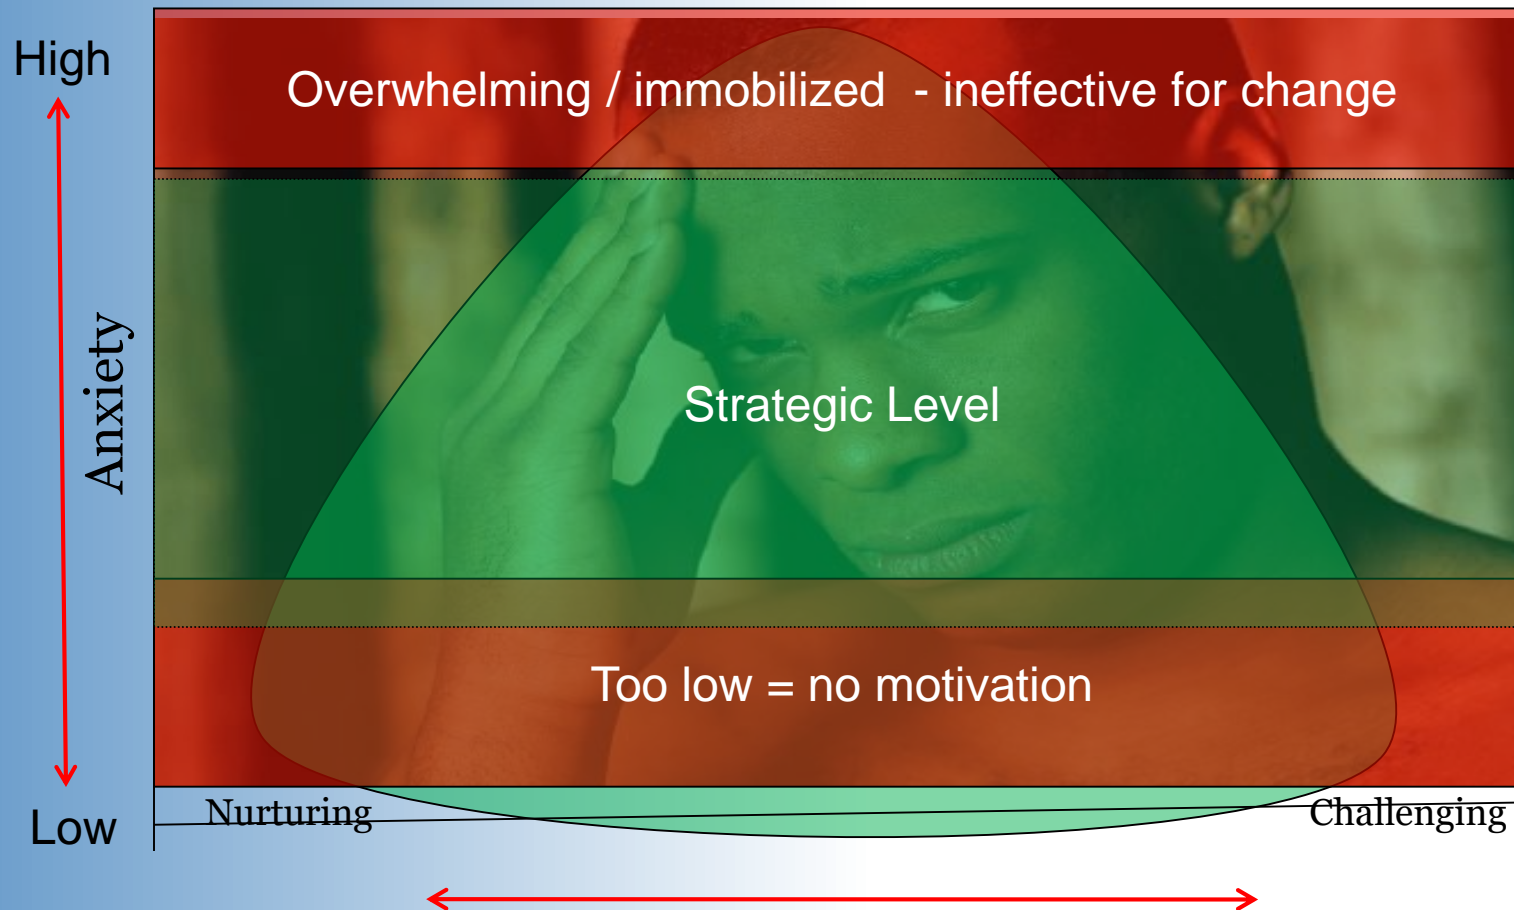 High
Overwhelming / immobilized  - ineffective for change
Anxiety
Strategic Level
Too low = no motivation
Low
Nurturing
Challenging